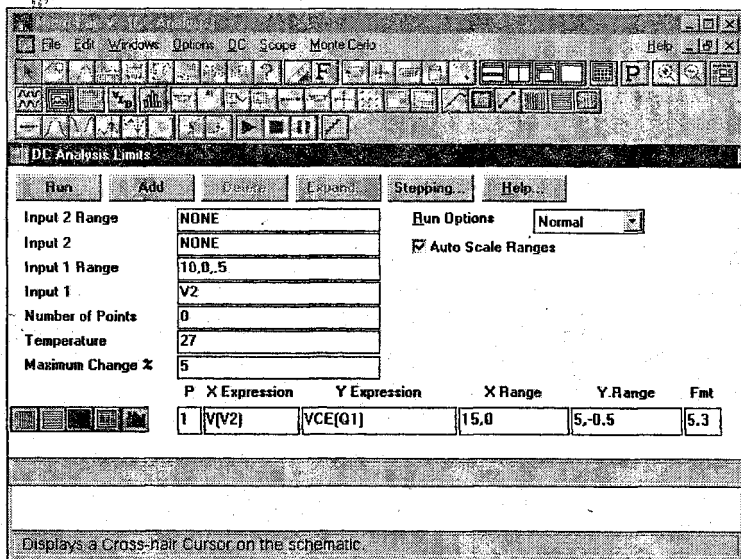 File Edit Windows Options DC Scope Monte Carlo Help
F P
DC Analysis Limits
Run Add Delete Expand... Stepping... Help...
Input 2 Range NONE Run Options Normal
Input 2 NONE Auto Scale Ranges
Input 1 Range 10,0,.5
Input 1 V2
Number of Points 0
Temperature 27
Maximum Change % 5
P X Expression Y Expression X Range Y.Range Fmt
1 V(V2) VCE(Q1) 15,0 5,-0.5 5.3
Displays a Cross-hair Cursor on the schematic.